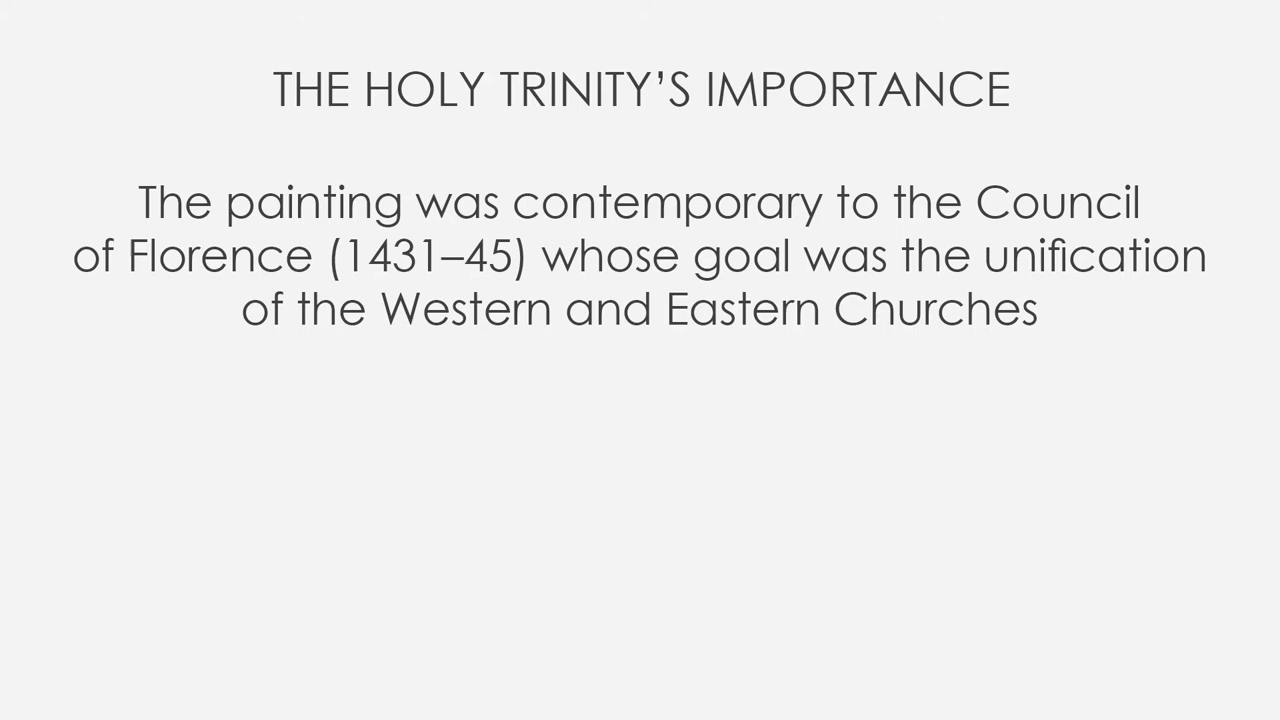 THE HOLY TRINITY’S IMPORTANCE
The painting was contemporary to the Council
of Florence (1431–45) whose goal was the unification
of the Western and Eastern Churches